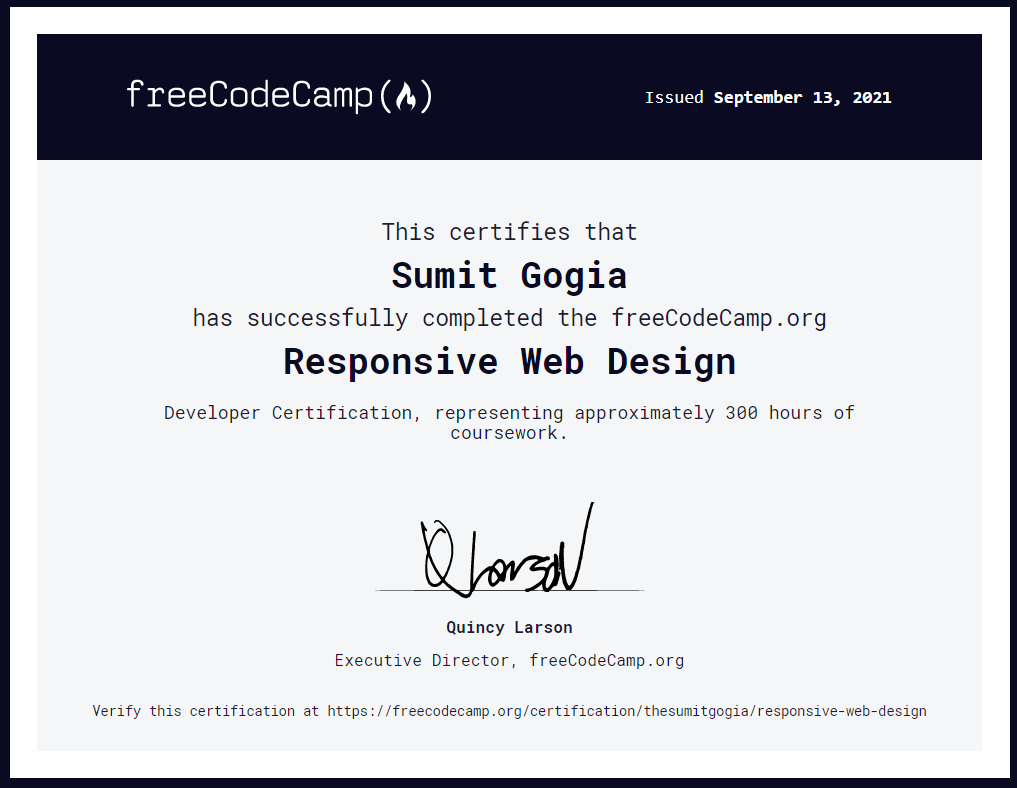 freeCodeCamp(🔥)
Issued September 13, 2021
This certifies that
Sumit Gogia
has successfully completed the freeCodeCamp.org
Responsive Web Design
Developer Certification, representing approximately 300 hours of
coursework.
Q Larson
Quincy Larson
Executive Director, freeCodeCamp.org
Verify this certification at https://freecodecamp.org/certification/thesumitgogia/responsive-web-design